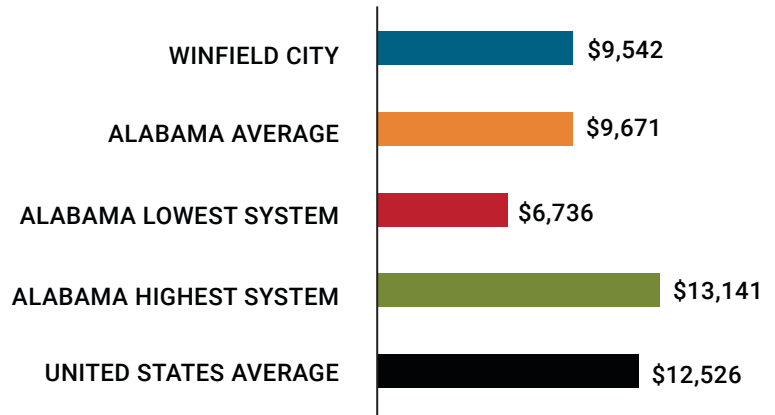 WINFIELD CITY $9,542
ALABAMA AVERAGE $9,671
ALABAMA LOWEST SYSTEM $6,736
ALABAMA HIGHEST SYSTEM $13,141
UNITED STATES AVERAGE $12,526